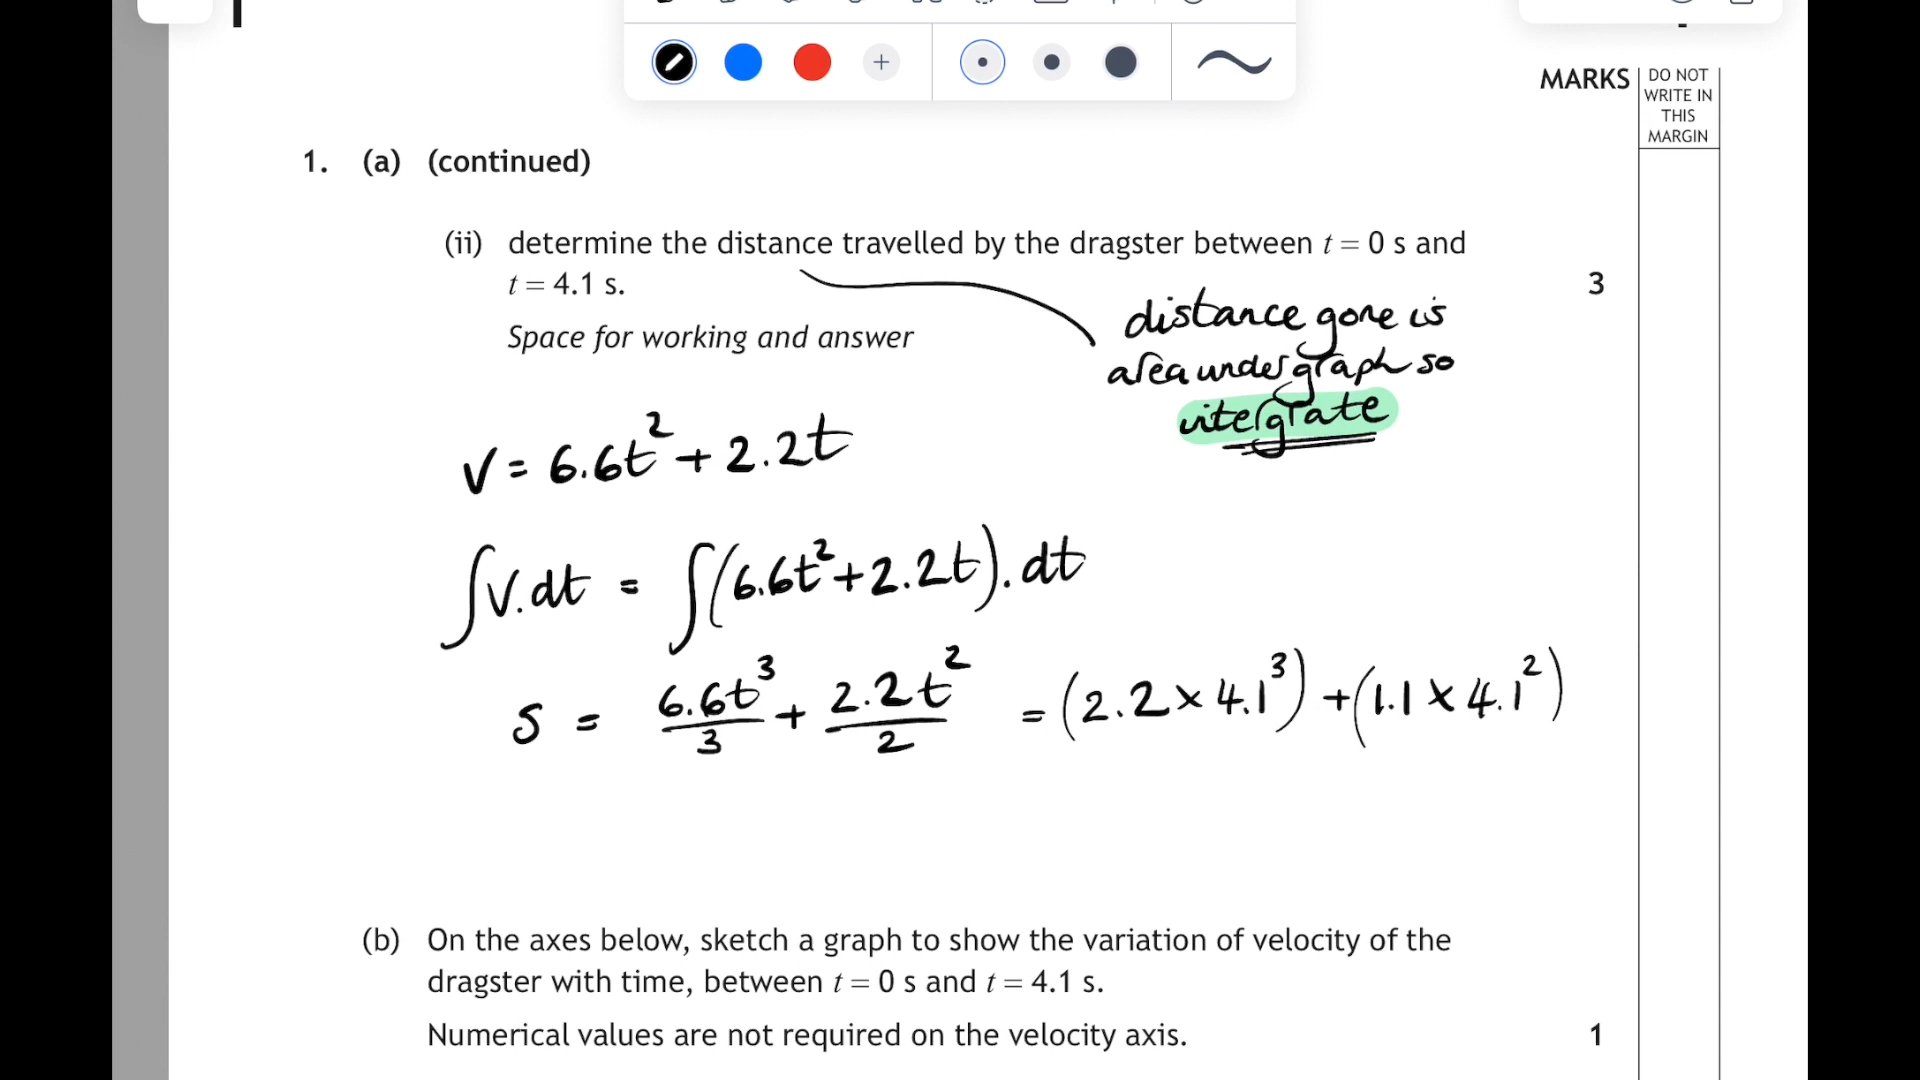 MARKS
DO NOT
WRITE IN
THIS
MARGIN
1. (a) (continued)
(ii) determine the distance travelled by the dragster between t = 0 s and
t = 4.1 s.
3
Space for working and answer
distance gone is
area under graph so
intergrate
v = 6.6t² + 2.2t
∫v.dt = ∫(6.6t² + 2.2t).dt
s = 6.6t³/3 + 2.2t²/2 = (2.2 × 4.1³) + (1.1 × 4.1²)
(b) On the axes below, sketch a graph to show the variation of velocity of the
dragster with time, between t = 0 s and t = 4.1 s.
Numerical values are not required on the velocity axis.
1